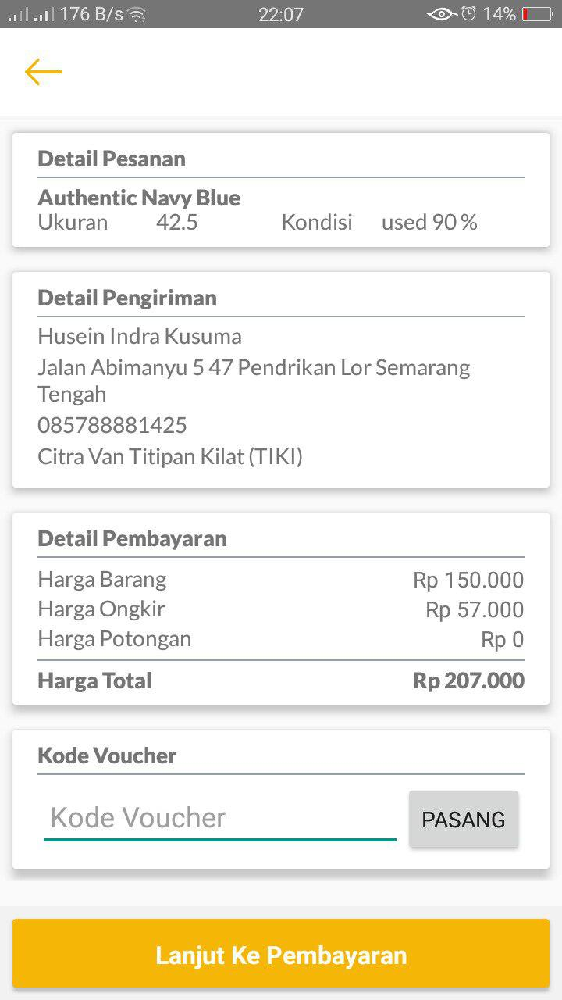 176 B/s 22:07 14%
Detail Pesanan
Authentic Navy Blue
Ukuran 42.5 Kondisi used 90 %
Detail Pengiriman
Husein Indra Kusuma
Jalan Abimanyu 5 47 Pendrikan Lor Semarang
Tengah
085788881425
Citra Van Titipan Kilat (TIKI)
Detail Pembayaran
Harga Barang Rp 150.000
Harga Ongkir Rp 57.000
Harga Potongan Rp 0
Harga Total Rp 207.000
Kode Voucher
Kode Voucher PASANG
Lanjut Ke Pembayaran